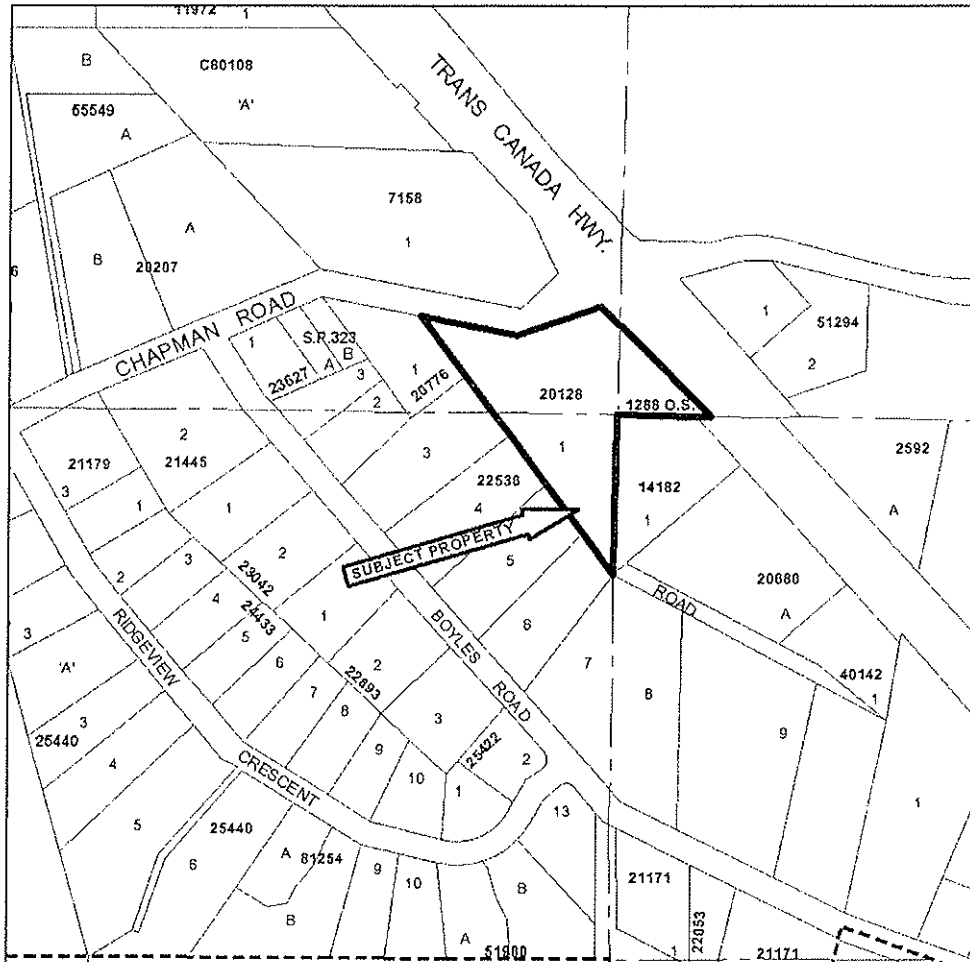 11972
1
B
C80108
'A'
65549
A
TRANS CANADA HWY.
7158
1
A
B
20207
6
CHAPMAN ROAD
1
S.P.323
B
A
23627
3
2
1
20776
20128
1288 O.S.
1
51294
2
2592
A
2
21179
21445
3
1
1
3
22538
4
1
14182
1
SUBJECT PROPERTY
5
ROAD
20680
A
2
3
2
23042
4
24433
5
1
6
RIDGEVIEW
BOYLES
ROAD
6
7
3
'A'
2
22893
7
8
B
40142
1
3
25440
3
9
4
9
10
25422
2
1
CRESCENT
13
1
5
25440
6
A
81254
9
10
B
B
A
51980
21171
22053
1
21171